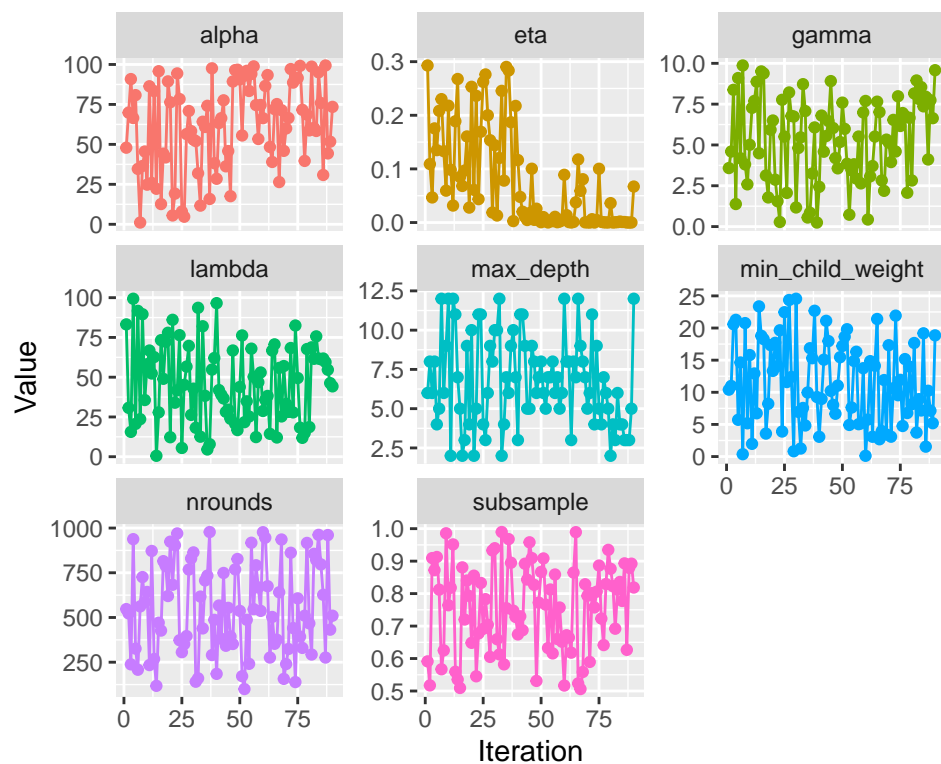 alpha eta gamma
100 75 50 25 0
0.3 0.2 0.1 0.0
10.0 7.5 5.0 2.5 0.0
lambda max_depth min_child_weight
100 75 50 25 0
12.5 10.0 7.5 5.0 2.5
25 20 15 10 5 0
1 25 50 75
nrounds subsample
1000 750 500 250
1.0 0.9 0.8 0.7 0.6 0.5
0 25 50 75
0 25 50 75
Value
Iteration